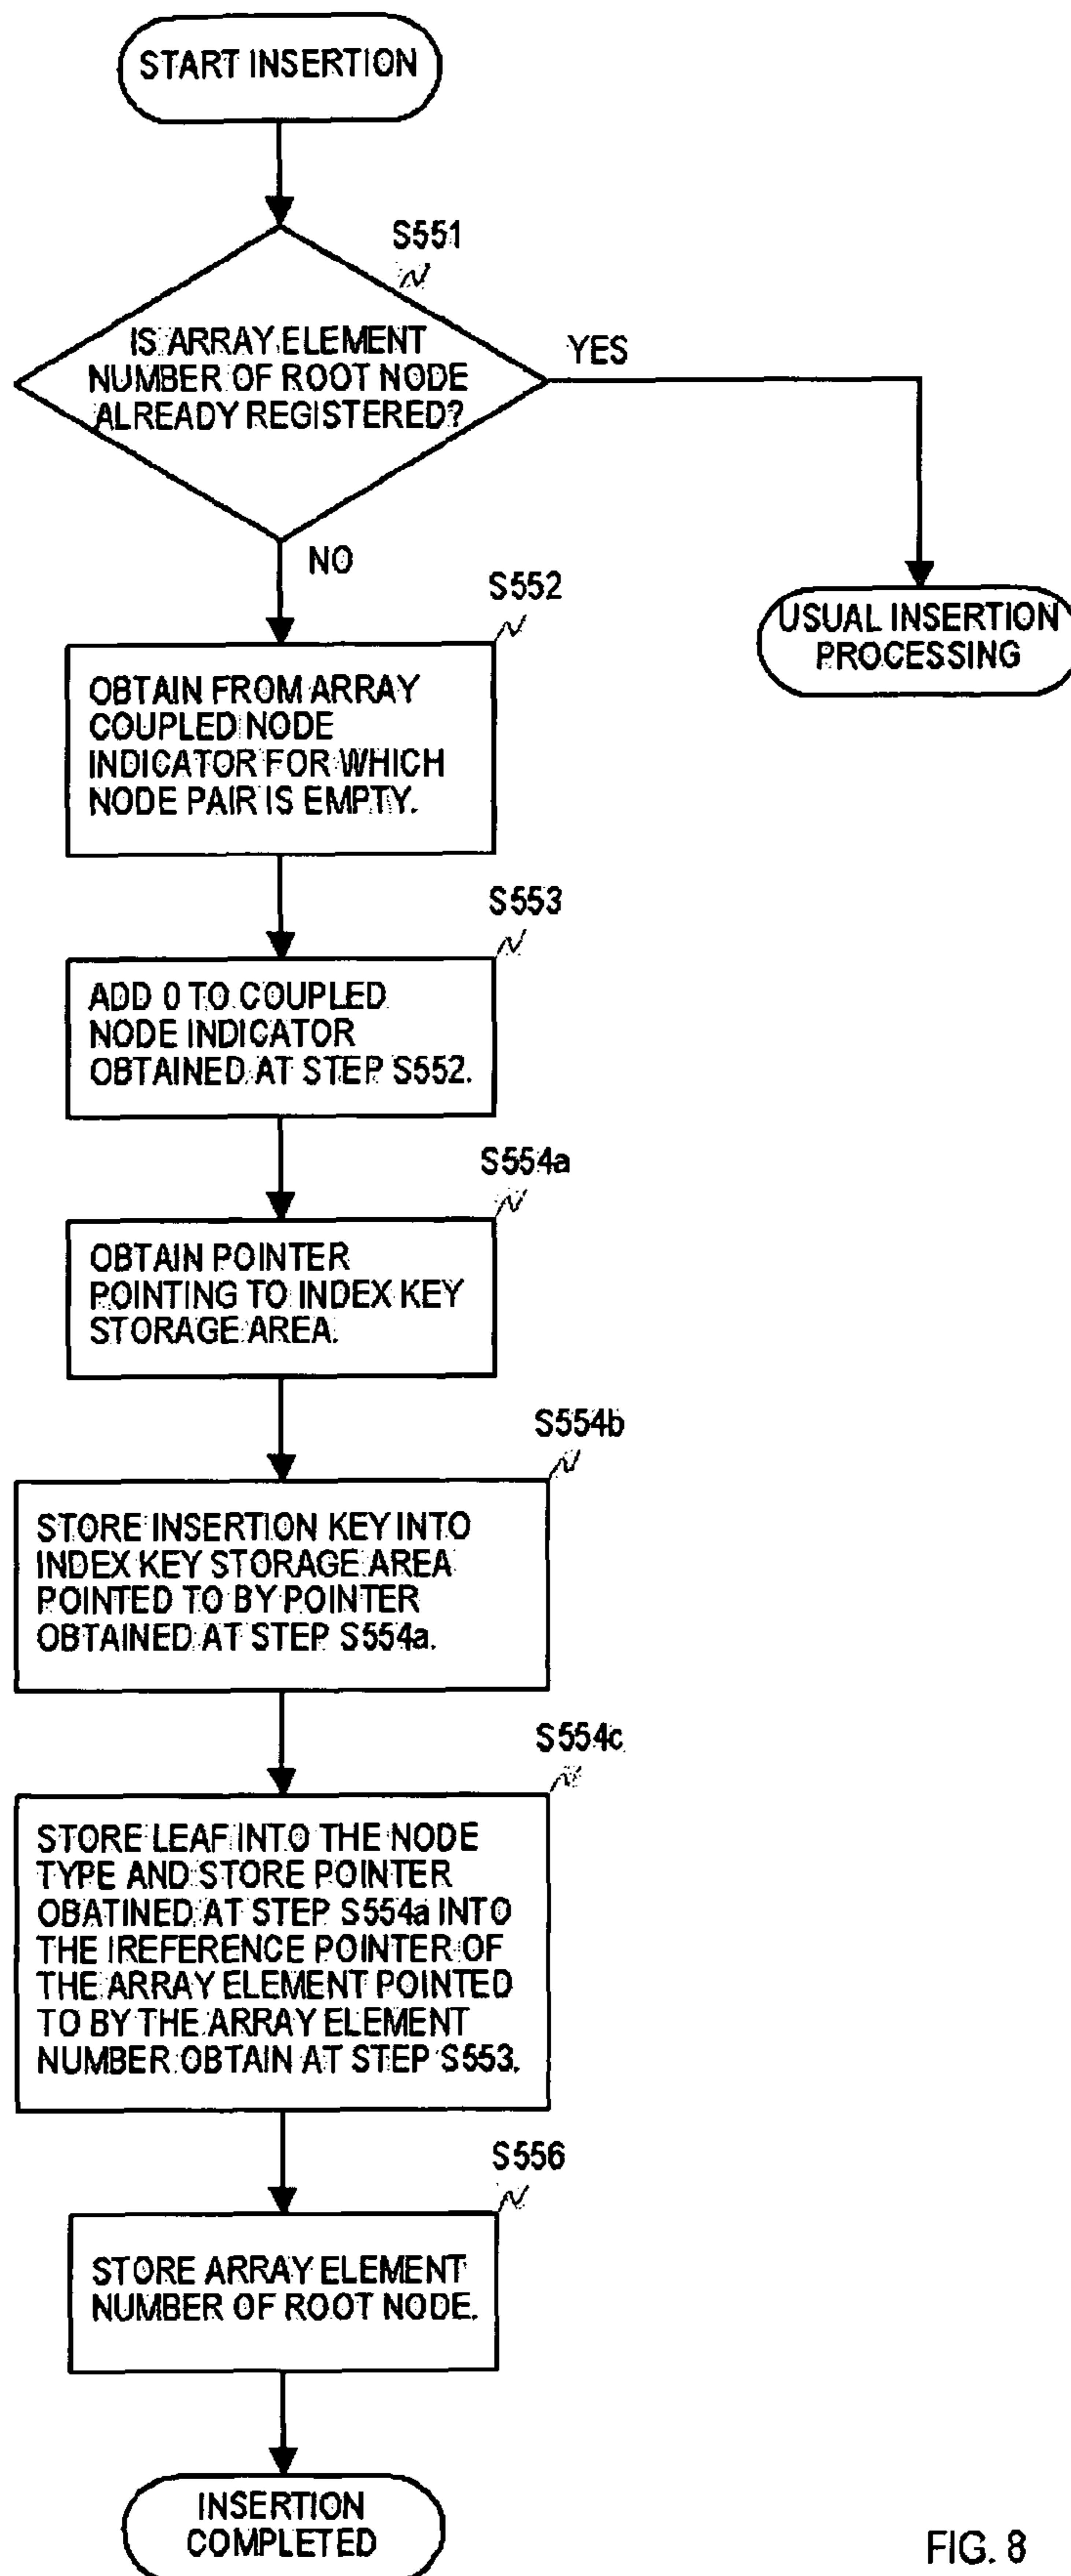 START INSERTION
S551
IS ARRAY ELEMENT
NUMBER OF ROOT NODE
ALREADY REGISTERED?
YES
NO
USUAL INSERTION
PROCESSING
S552
OBTAIN FROM ARRAY
COUPLED NODE
INDICATOR FOR WHICH
NODE PAIR IS EMPTY.
S553
ADD 0 TO COUPLED
NODE INDICATOR
OBTAINED AT STEP S552.
S554a
OBTAIN POINTER
POINTING TO INDEX KEY
STORAGE AREA.
S554b
STORE INSERTION KEY INTO
INDEX KEY STORAGE AREA
POINTED TO BY POINTER
OBTAINED AT STEP S554a.
S554c
STORE LEAF INTO THE NODE
TYPE AND STORE POINTER
OBATINED AT STEP S554a INTO
THE IREFERENCE POINTER OF
THE ARRAY ELEMENT POINTED
TO BY THE ARRAY ELEMENT
NUMBER OBTAIN AT STEP S553.
S556
STORE ARRAY ELEMENT
NUMBER OF ROOT NODE.
INSERTION
COMPLETED
FIG. 8